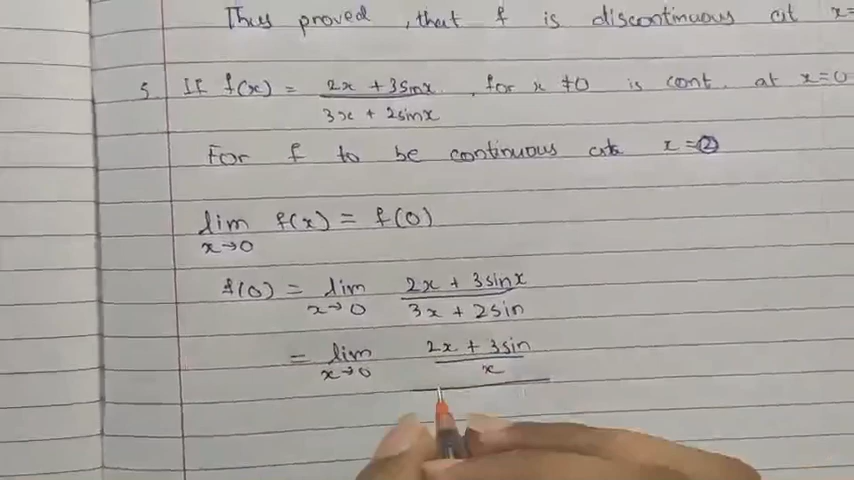 Thus proved, that f is discontinuous at x=
5 If f(x) = 2x + 3sinx / 3x + 2sinx, for x ≠0 is cont. at x=0
For f to be continuous at x =
lim x→0 f(x) = f(0)
f(0) = lim x→0 2x + 3sinx / 3x + 2sin
= lim x→0 2x + 3sin / x